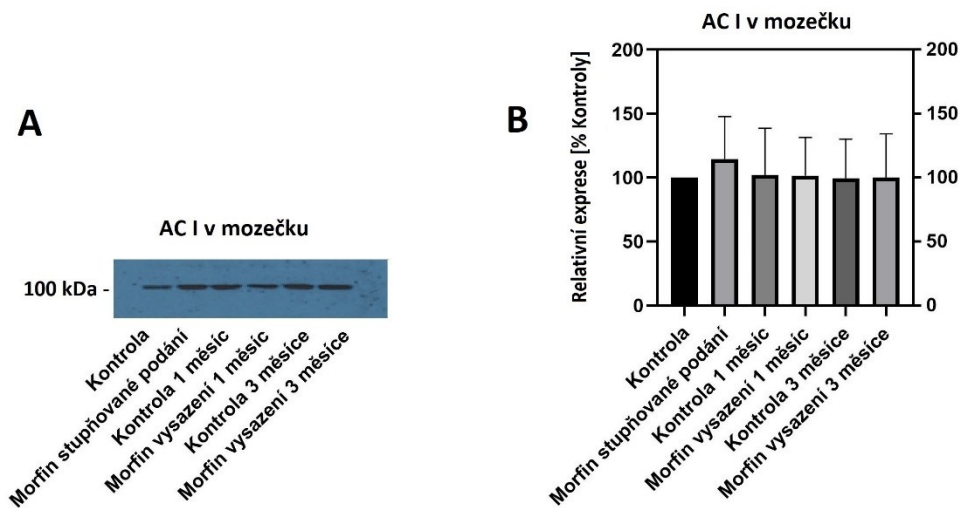 A
AC I v mozečku
100 kDa -
Kontrola
Morfin stupňované podání
Kontrola 1 měsíc
Morfin vysazení 1 měsíc
Kontrola 3 měsíce
Morfin vysazení 3 měsíce
B
AC I v mozečku
Relativní exprese [% Kontroly]
200
150
100
50
0
200
150
100
50
0
Kontrola
Morfin stupňované podání
Kontrola 1 měsíc
Morfin vysazení 1 měsíc
Kontrola 3 měsíce
Morfin vysazení 3 měsíce